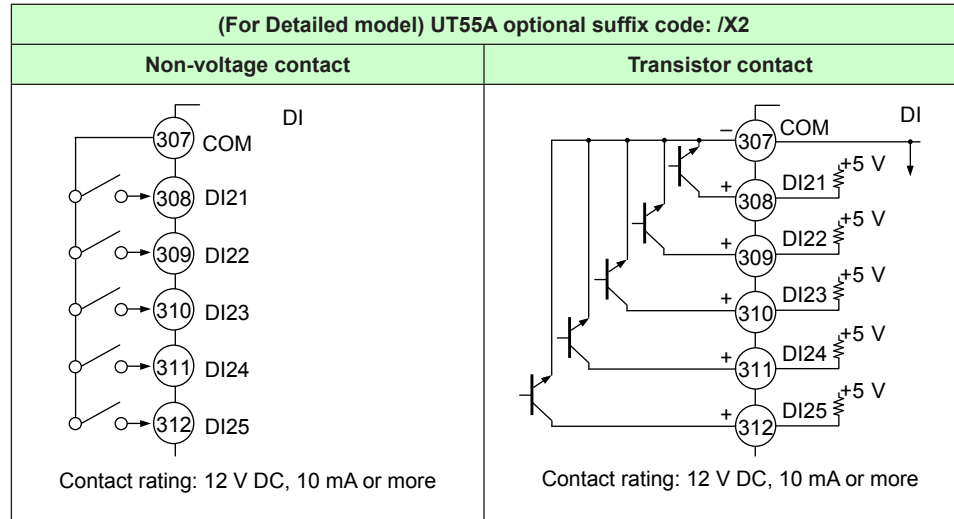 (For Detailed model) UT55A optional suffix code: /X2
Non-voltage contact
DI
307 COM
308 DI21
309 DI22
310 DI23
311 DI24
312 DI25
Contact rating: 12 V DC, 10 mA or more
Transistor contact
– 307 COM DI
+ 308 DI21 +5 V
+ 309 DI22 +5 V
+ 310 DI23 +5 V
+ 311 DI24 +5 V
+ 312 DI25 +5 V
Contact rating: 12 V DC, 10 mA or more